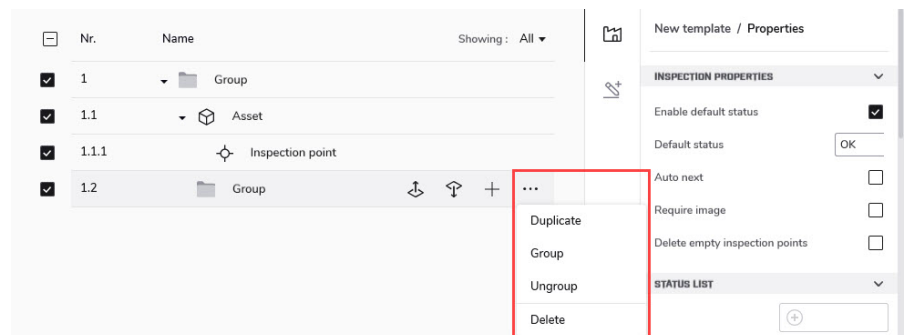 Nr. Name Showing : All
1 Group
1.1 Asset
1.1.1 Inspection point
1.2 Group
Duplicate
Group
Ungroup
Delete
New template / Properties
INSPECTION PROPERTIES
Enable default status
Default status OK
Auto next
Require image
Delete empty inspection points
STATUS LIST